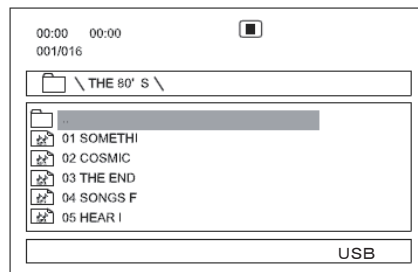 00:00 00:00
001/016
\ THE 80' S \
..
01 SOMETHI
02 COSMIC
03 THE END
04 SONGS F
05 HEAR I
USB